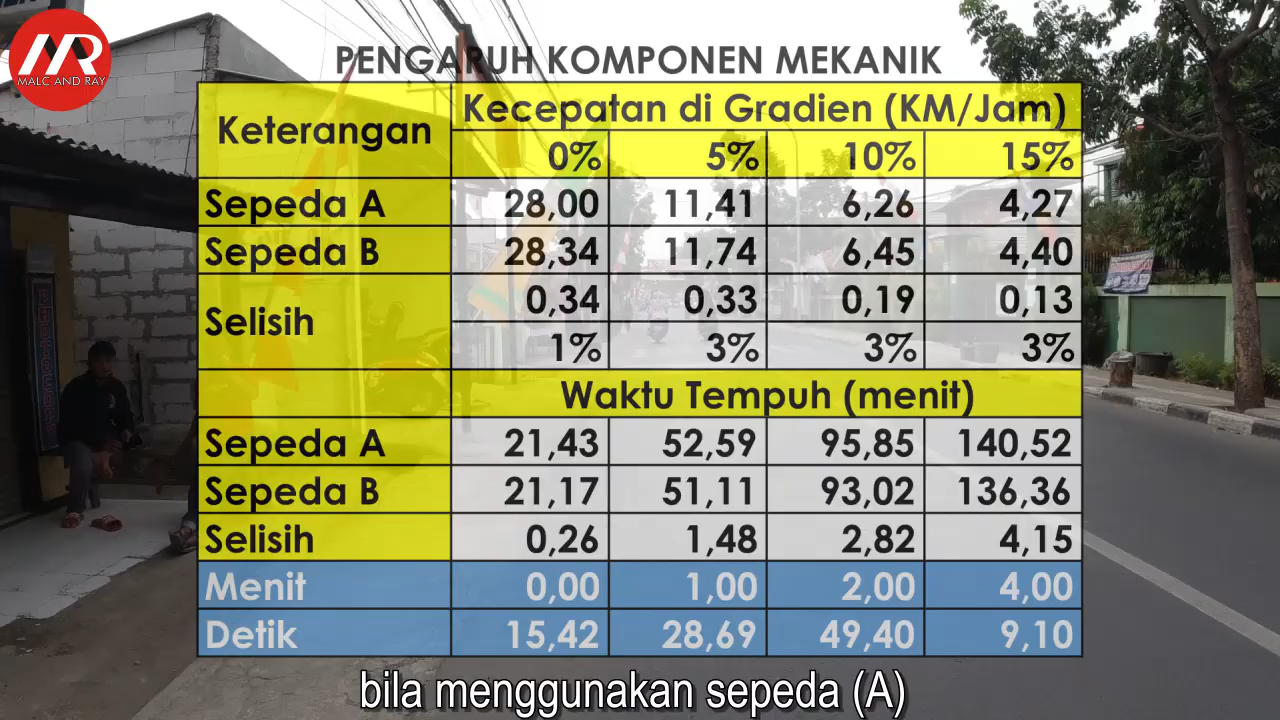 MR
MALC AND RAY
PENGARUH KOMPONEN MEKANIK
Keterangan Kecepatan di Gradien (KM/Jam)
0% 5% 10% 15%
Sepeda A 28,00 11,41 6,26 4,27
Sepeda B 28,34 11,74 6,45 4,40
Selisih 0,34 0,33 0,19 0,13
1% 3% 3% 3%
Waktu Tempuh (menit)
Sepeda A 21,43 52,59 95,85 140,52
Sepeda B 21,17 51,11 93,02 136,36
Selisih 0,26 1,48 2,82 4,15
Menit 0,00 1,00 2,00 4,00
Detik 15,42 28,69 49,40 9,10
bila menggunakan sepeda (A)